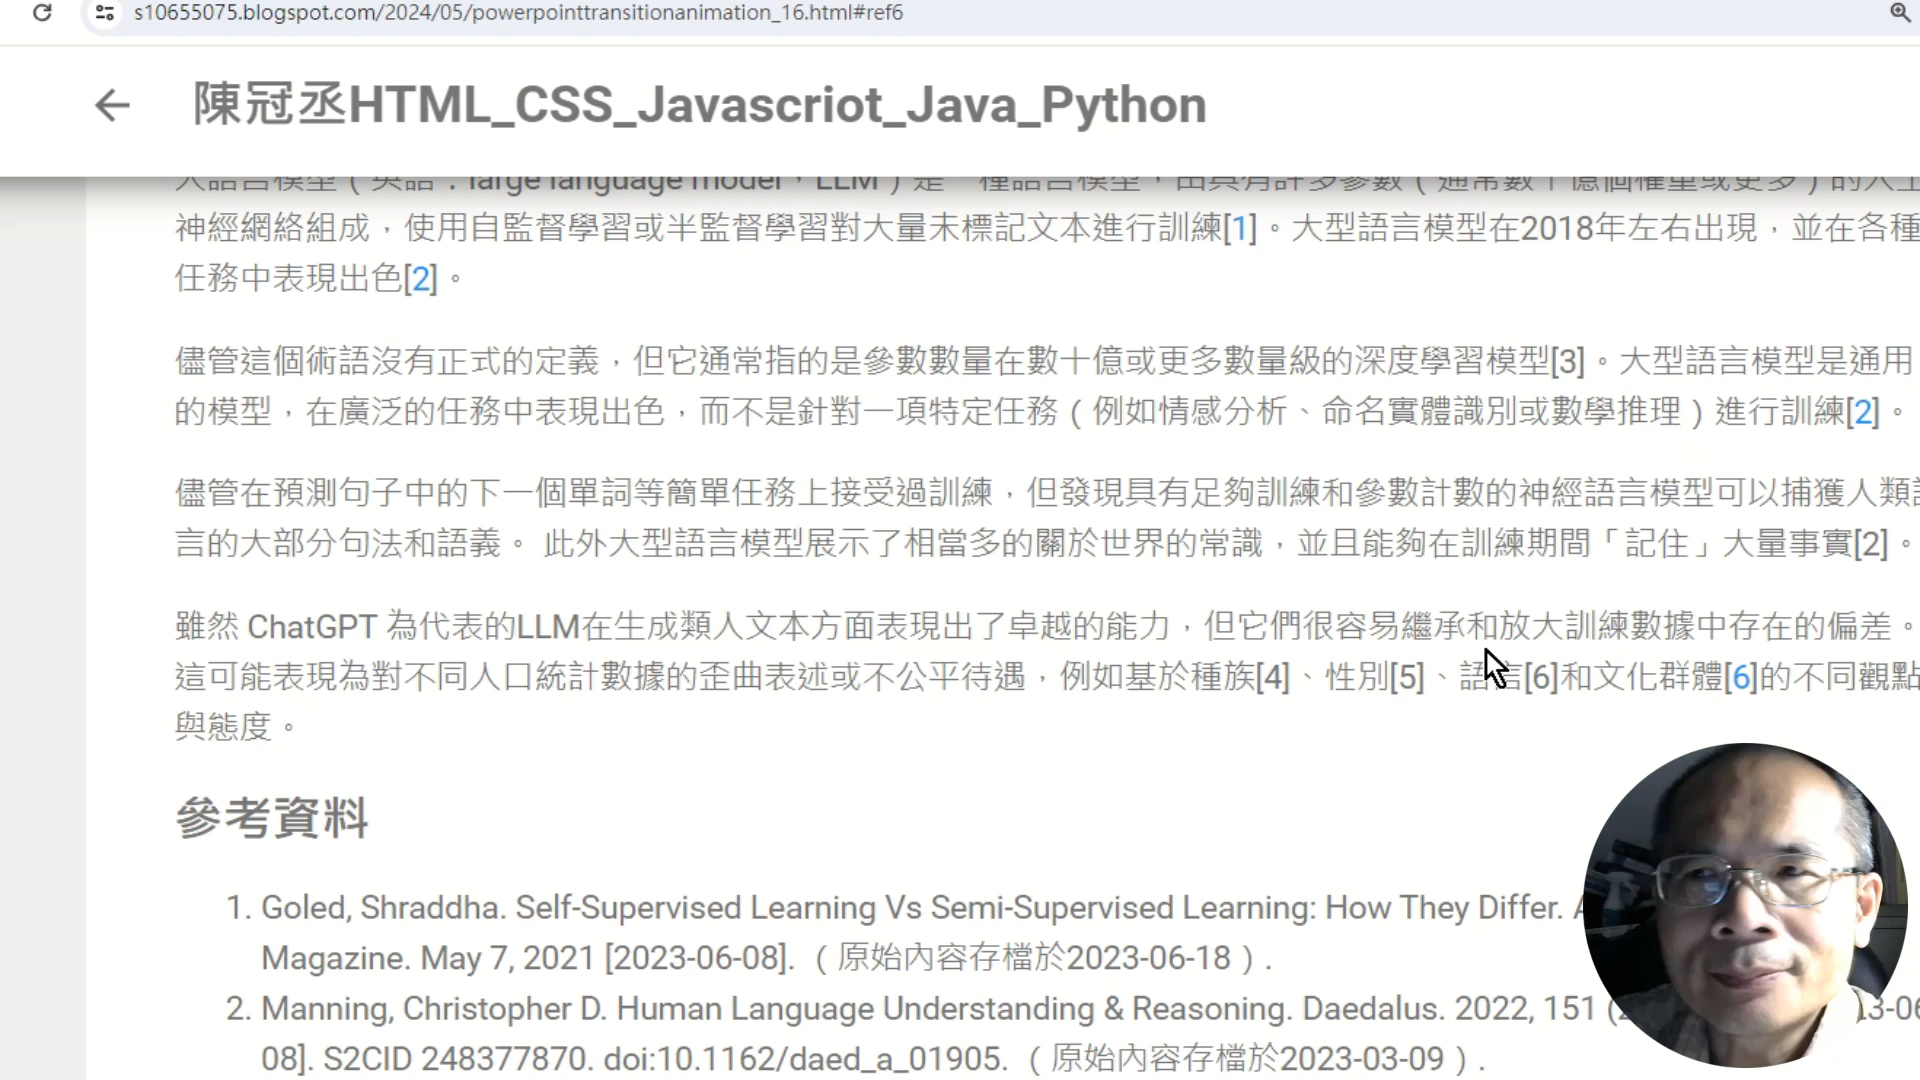 s10655075.blogspot.com/2024/05/powerpointtransitionanimation_16.html#ref6
陳冠丞HTML_CSS_Javascriot_Java_Python
大語言模型（英語：large language model，LLM）是一種語言模型，由具有許多參數（通常數十億個權重或更多）的人工
神經網絡組成，使用自監督學習或半監督學習對大量未標記文本進行訓練[1]。大型語言模型在2018年左右出現，並在各種
任務中表現出色[2]。
儘管這個術語沒有正式的定義，但它通常指的是參數數量在數十億或更多數量級的深度學習模型[3]。大型語言模型是通用
的模型，在廣泛的任務中表現出色，而不是針對一項特定任務（例如情感分析、命名實體識別或數學推理）進行訓練[2]。
儘管在預測句子中的下一個單詞等簡單任務上接受過訓練，但發現具有足夠訓練和參數計數的神經語言模型可以捕獲人類
言的大部分句法和語義。 此外大型語言模型展示了相當多的關於世界的常識，並且能夠在訓練期間「記住」大量事實[2]。
雖然 ChatGPT 為代表的LLM在生成類人文本方面表現出了卓越的能力，但它們很容易繼承和放大訓練數據中存在的偏差。
這可能表現為對不同人口統計數據的歪曲表述或不公平待遇，例如基於種族[4]、性別[5]、語言[6]和文化群體[6]的不同觀點
與態度。
參考資料
1. Goled, Shraddha. Self-Supervised Learning Vs Semi-Supervised Learning: How They Differ.
Magazine. May 7, 2021 [2023-06-08]. （原始內容存檔於2023-06-18）.
2. Manning, Christopher D. Human Language Understanding & Reasoning. Daedalus. 2022, 151
08]. S2CID 248377870. doi:10.1162/daed_a_01905. （原始內容存檔於2023-03-09）.